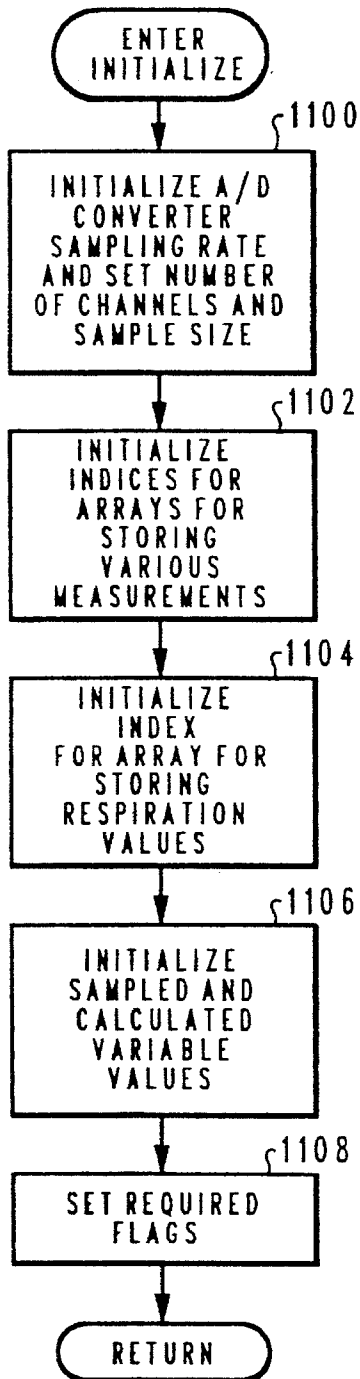 ENTER
INITIALIZE
1100
INITIALIZE A/D
CONVERTER
SAMPLING RATE
AND SET NUMBER
OF CHANNELS AND
SAMPLE SIZE
1102
INITIALIZE
INDICES FOR
ARRAYS FOR
STORING
VARIOUS
MEASUREMENTS
1104
INITIALIZE
INDEX
FOR ARRAY FOR
STORING
RESPIRATION
VALUES
1106
INITIALIZE
SAMPLED AND
CALCULATED
VARIABLE
VALUES
1108
SET REQUIRED
FLAGS
RETURN